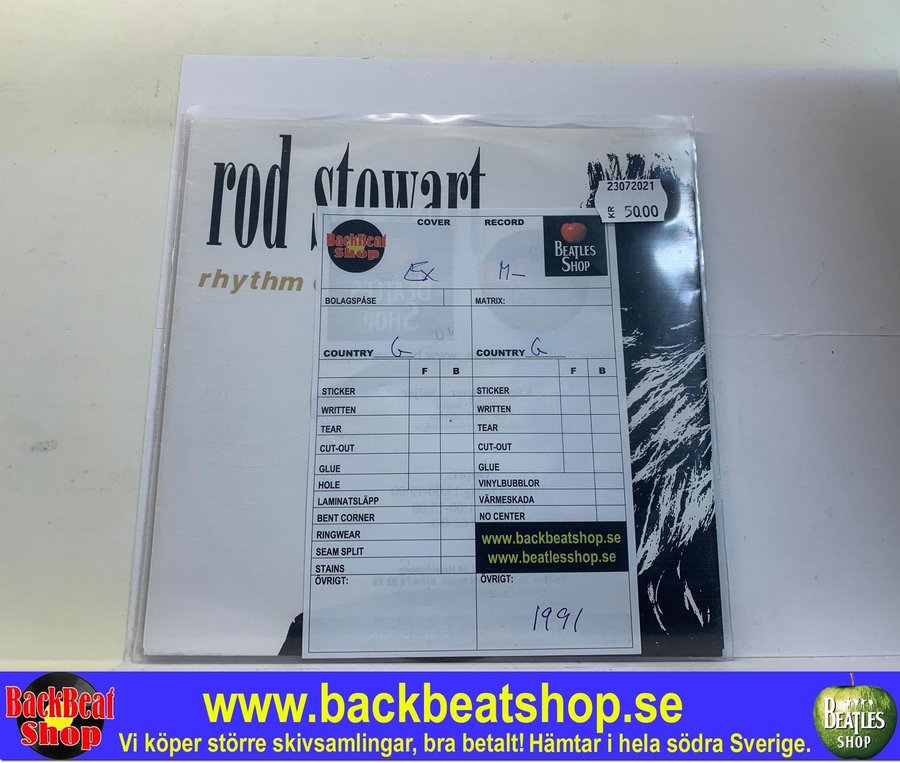 rod stewart
rhythm
23072021
KR 50.00
COVER RECORD
BackBeat Shop
BEATLES SHOP
EX M-
BOLAGSPÅSE MATRIX:
COUNTRY G COUNTRY G
F B F B
STICKER STICKER
WRITTEN WRITTEN
TEAR TEAR
CUT-OUT CUT-OUT
GLUE GLUE
HOLE VINYLBUBBLOR
LAMINATSLÄPP VÄRMESKADA
BENT CORNER NO CENTER
RINGWEAR www.backbeatshop.se
SEAM SPLIT www.beatlesshop.se
STAINS
ÖVRIGT: ÖVRIGT:
1991
BackBeat Shop
www.backbeatshop.se
Vi köper större skivsamlingar, bra betalt! Hämtar i hela södra Sverige.
BEATLES SHOP